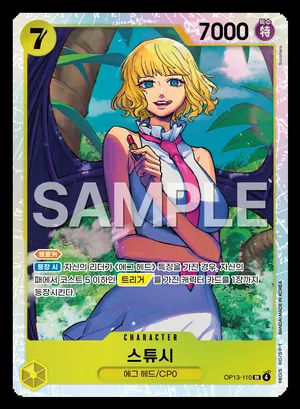 7
7000
특
SAMPLE
블로커
등장 시 자신의 리더가 《에그 헤드》 특징을 가진 경우, 자신의
패에서 코스트 5 이하인 트리거 를 가진 캐릭터 카드를 1장까지
등장시킨다.
CHARACTER
스튜시
에그 헤드/CP0
OP13-110 SR